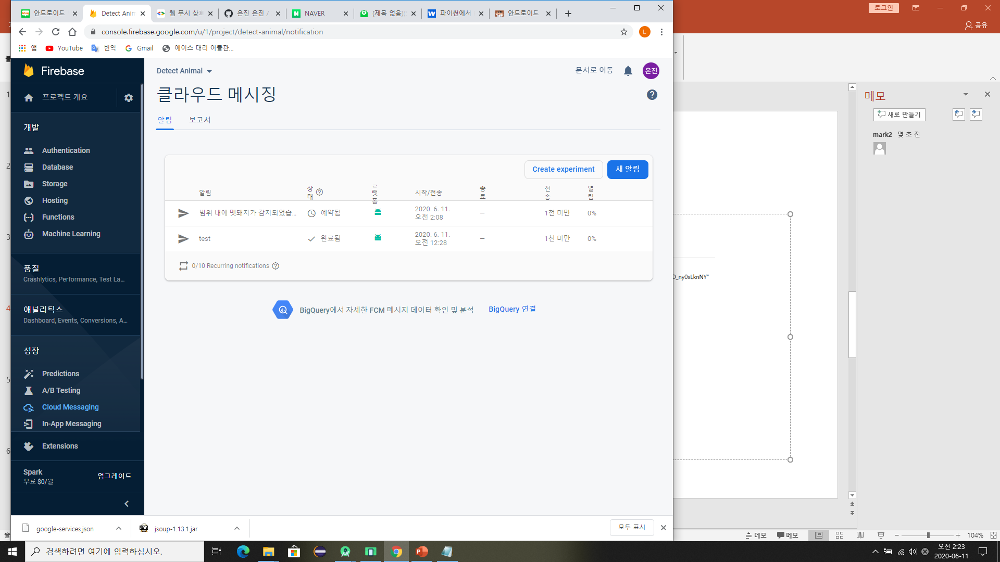 안드로이드
Detect Anim
웹 푸시 상호
은진 은진 /
NAVER
(제목 없음)(
파이썬에서
안드로이드
로그인
공유
console.firebase.google.com/u/1/project/detect-animal/notification
L
앱
YouTube
번역
Gmail
에이스 대리 어플관...
Firebase
프로젝트 개요
개발
Authentication
Database
Storage
Hosting
Functions
Machine Learning
품질
Crashlytics, Performance, Test La...
애널리틱스
Dashboard, Events, Conversions, A...
성장
Predictions
A/B Testing
Cloud Messaging
In-App Messaging
Extensions
Spark
무료 $0/월
업그레이드
Detect Animal
문서로 이동
은진
클라우드 메시징
알림
보고서
Create experiment
새 알림
알림
상태
랫폼
시작/전송
종료
전송
열림
범위 내에 멧돼지가 감지되었습...
예약됨
2020. 6. 11.
오전 2:08
–
1천 미만
0%
test
완료됨
2020. 6. 11.
오전 12:28
–
1천 미만
0%
0/10 Recurring notifications
BigQuery에서 자세한 FCM 메시지 데이터 확인 및 분석
BigQuery 연결
1
2
3
4
5
6
_ny0xLknNY"
메모
새로 만들기
mark2 몇 초 전
google-services.json
jsoup-1.13.1.jar
모두 표시
메모
메모
104%
검색하려면 여기에 입력하십시오.
오전 2:23
2020-06-11